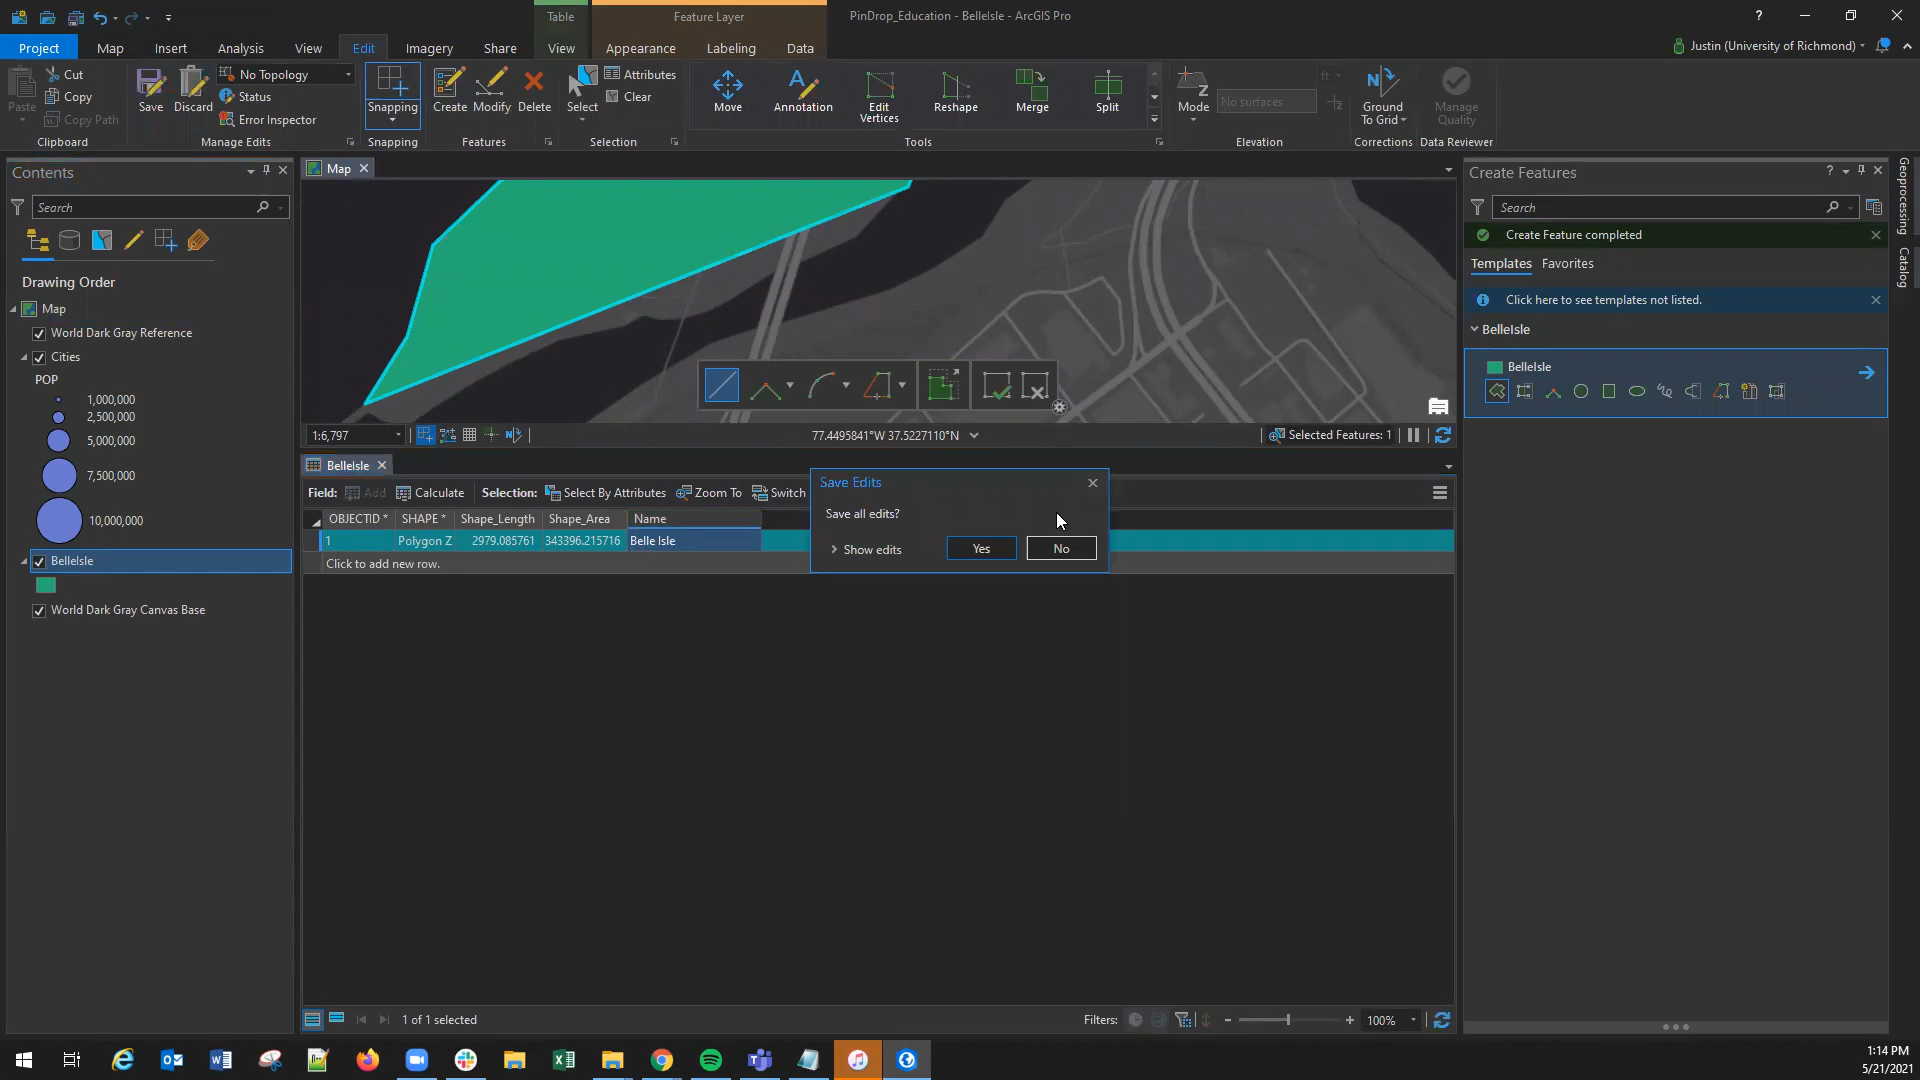 Table
Feature Layer
PinDrop_Education - BelleIsle - ArcGIS Pro
?
Project
Map
Insert
Analysis
View
Edit
Imagery
Share
View
Appearance
Labeling
Data
Justin (University of Richmond)
Paste
Cut
Copy
Copy Path
Clipboard
Save
Discard
No Topology
Status
Error Inspector
Manage Edits
Snapping
Snapping
Create
Modify
Delete
Features
Select
Attributes
Clear
Selection
Move
Annotation
Edit
Vertices
Reshape
Merge
Split
Tools
Mode
ft
No surfaces
Elevation
Ground
To Grid
Corrections
Manage
Quality
Data Reviewer
Contents
Search
Drawing Order
Map
World Dark Gray Reference
Cities
POP
1,000,000
2,500,000
5,000,000
7,500,000
10,000,000
BelleIsle
World Dark Gray Canvas Base
Map
1:6,797
77.4495841°W 37.5227110°N
Selected Features: 1
BelleIsle
Field:
Add
Calculate
Selection:
Select By Attributes
Zoom To
Switch
OBJECTID * SHAPE * Shape_Length Shape_Area Name
1 Polygon Z 2979.085761 343396.215716 Belle Isle
Click to add new row.
Save Edits
Save all edits?
Show edits
Yes
No
1 of 1 selected
Filters:
100%
Create Features
?
Search
Create Feature completed
Templates
Favorites
Click here to see templates not listed.
BelleIsle
BelleIsle
Geoprocessing
Catalog
1:14 PM
5/21/2021